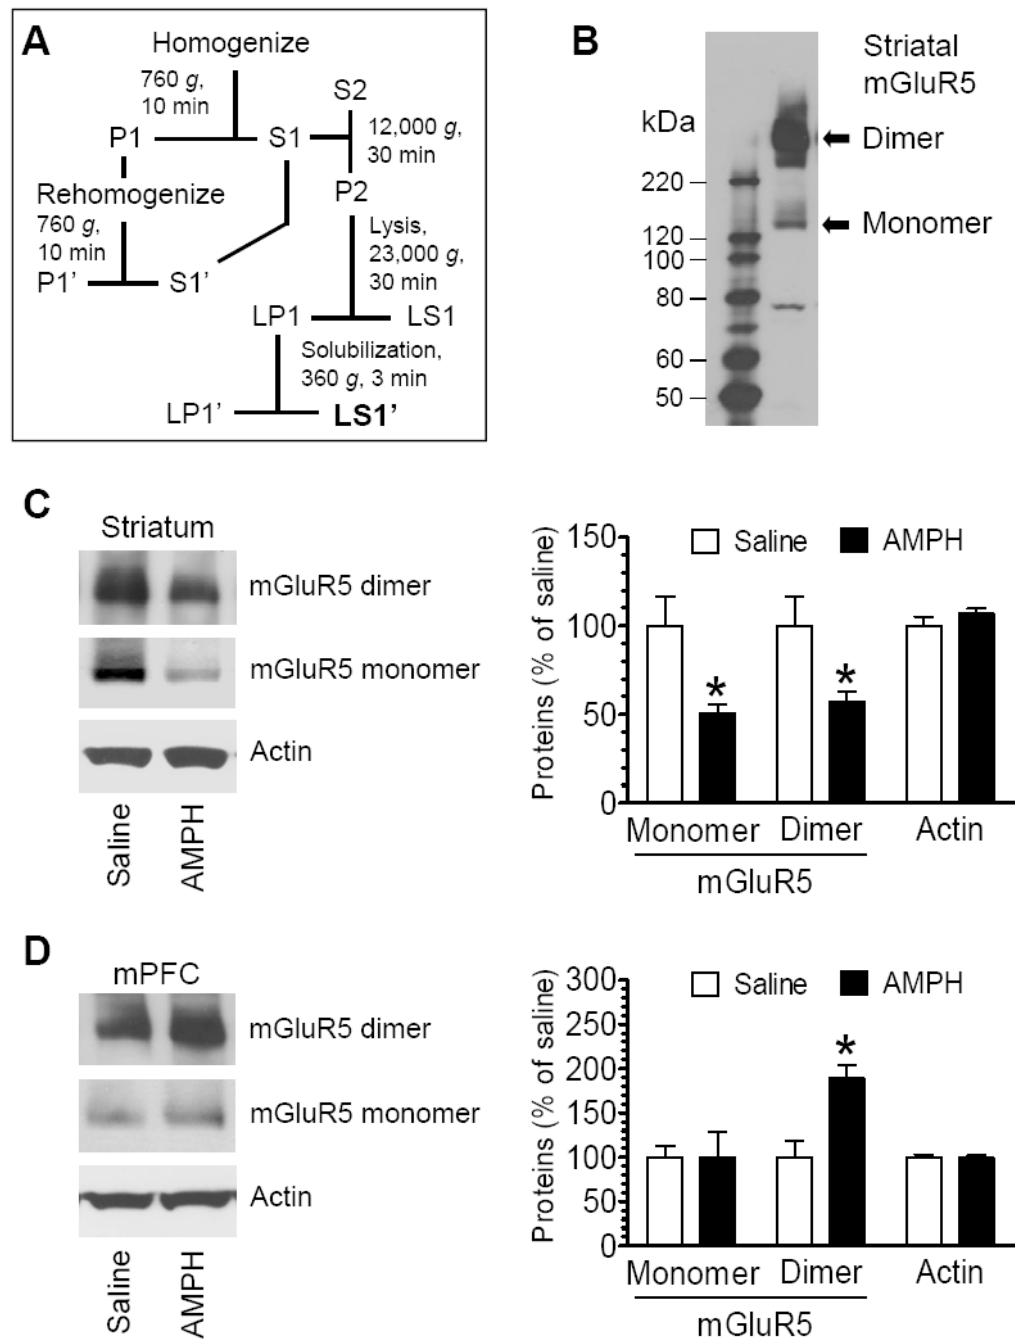 A
Homogenize
760 g,
10 min
S2
12,000 g,
30 min
P1
S1
Rehomogenize
P2
760 g,
10 min
Lysis,
23,000 g,
30 min
P1’
S1’
LP1
LS1
Solubilization,
360 g, 3 min
LP1’
LS1’
B
Striatal
mGluR5
kDa
Dimer
220
Monomer
120
100
80
60
50
C
Striatum
mGluR5 dimer
mGluR5 monomer
Actin
Saline
AMPH
Proteins (% of saline)
150
100
50
0
Saline
AMPH
*
*
Monomer
Dimer
Actin
mGluR5
D
mPFC
mGluR5 dimer
mGluR5 monomer
Actin
Saline
AMPH
Proteins (% of saline)
300
250
200
150
100
50
0
Saline
AMPH
*
Monomer
Dimer
Actin
mGluR5